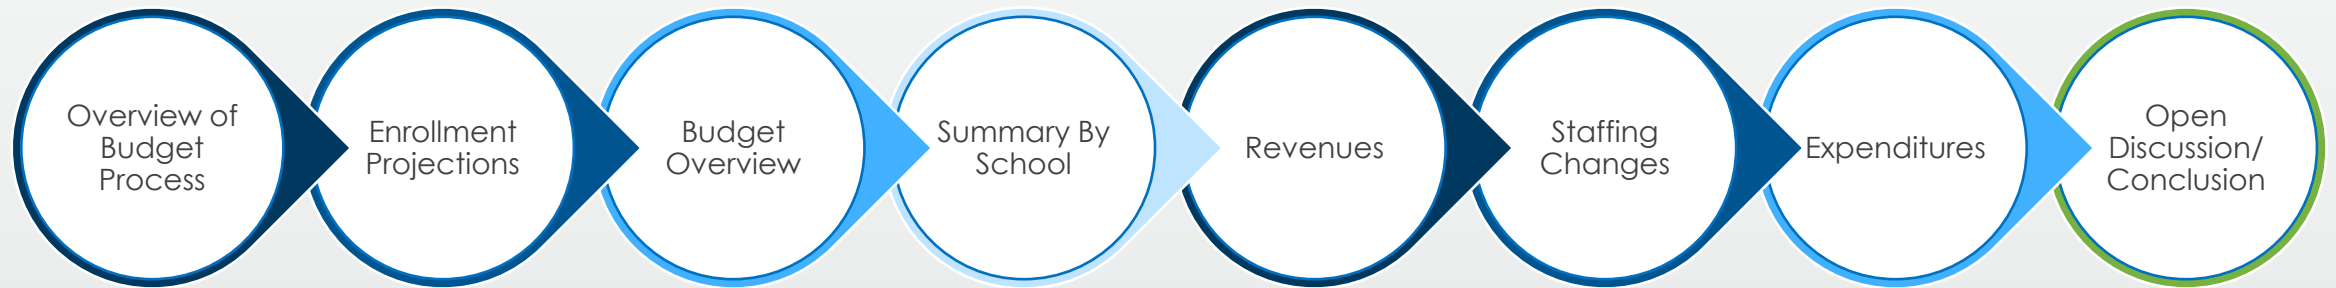 Overview of
Budget
Process
Enrollment
Projections
Budget
Overview
Summary By
School
Revenues
Staffing
Changes
Expenditures
Open
Discussion/
Conclusion